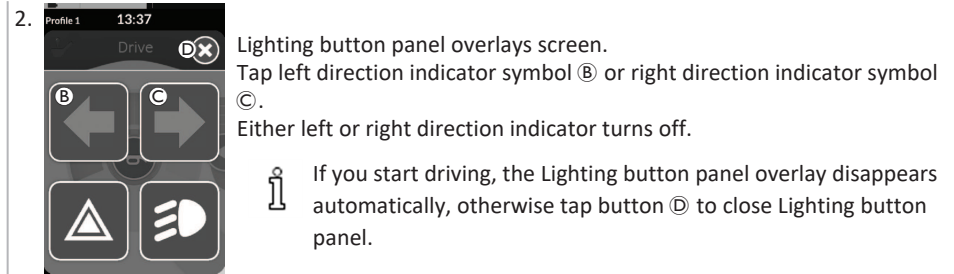 2.
Profile 1 13:37
Drive Ⓓ
Ⓑ Ⓒ
Lighting button panel overlays screen.
Tap left direction indicator symbol Ⓑ or right direction indicator symbol
Ⓒ.
Either left or right direction indicator turns off.
If you start driving, the Lighting button panel overlay disappears
automatically, otherwise tap button Ⓓ to close Lighting button
panel.